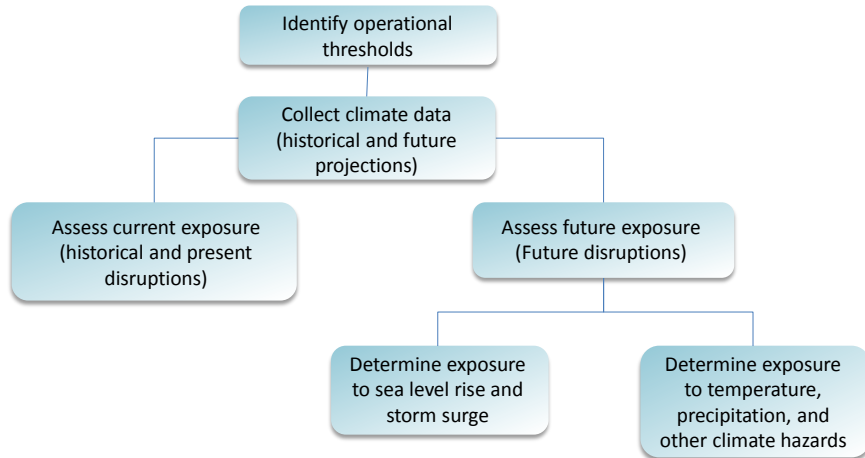 Identify operational
thresholds
Collect climate data
(historical and future
projections)
Assess current exposure
(historical and present
disruptions)
Assess future exposure
(Future disruptions)
Determine exposure
to sea level rise and
storm surge
Determine exposure
to temperature,
precipitation, and
other climate hazards